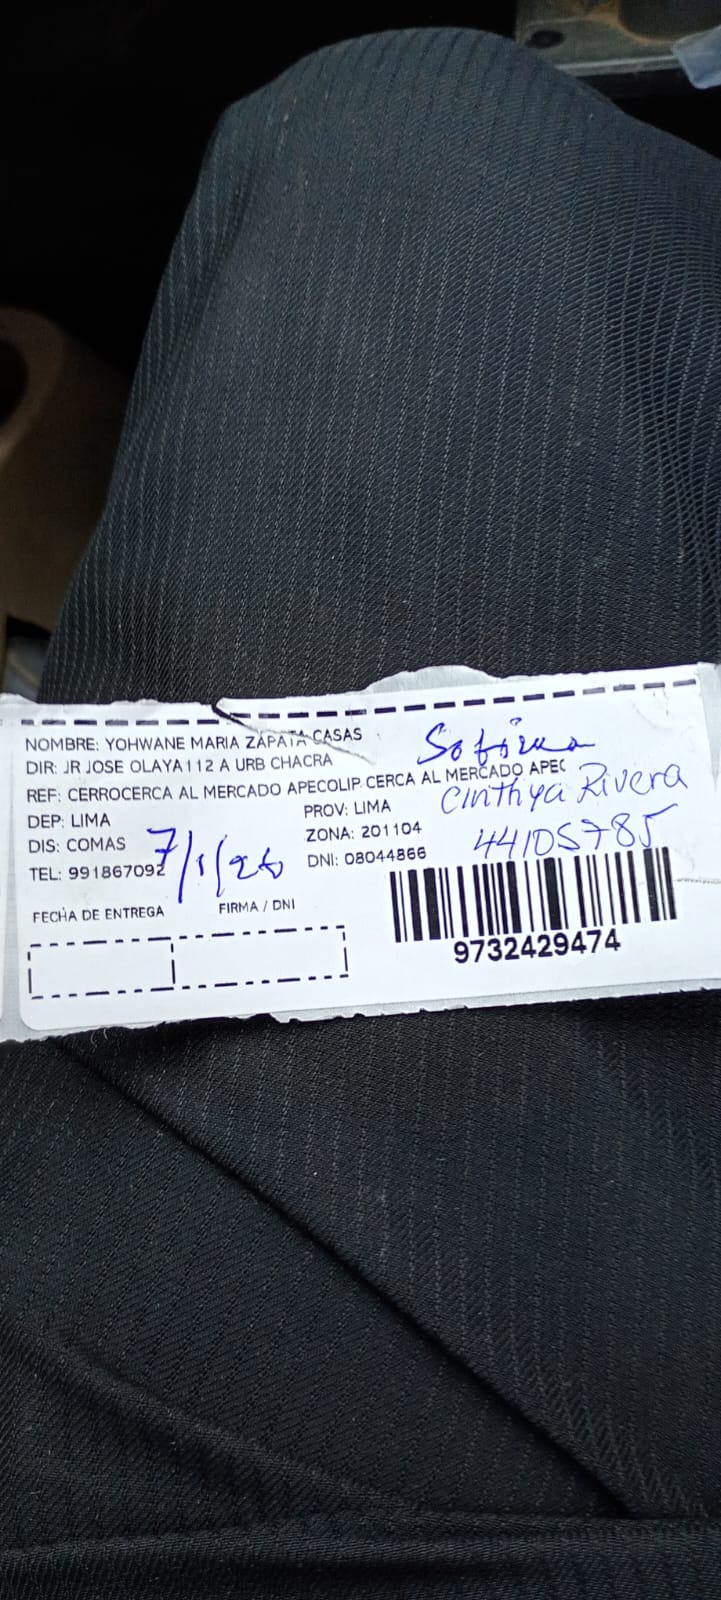 NOMBRE: YOHWANE MARIA ZAPATA CASAS
DIR: JR JOSE OLAYA 112 A URB CHACRA
REF: CERROCERCA AL MERCADO APECOLIP CERCA AL MERCADO APEC
DEP: LIMA
PROV: LIMA
DIS: COMAS
ZONA: 201104
TEL: 991867092
DNI: 08044866
7/1/26
Cinthya Rivera
44105785
FECHA DE ENTREGA
FIRMA / DNI
9732429474